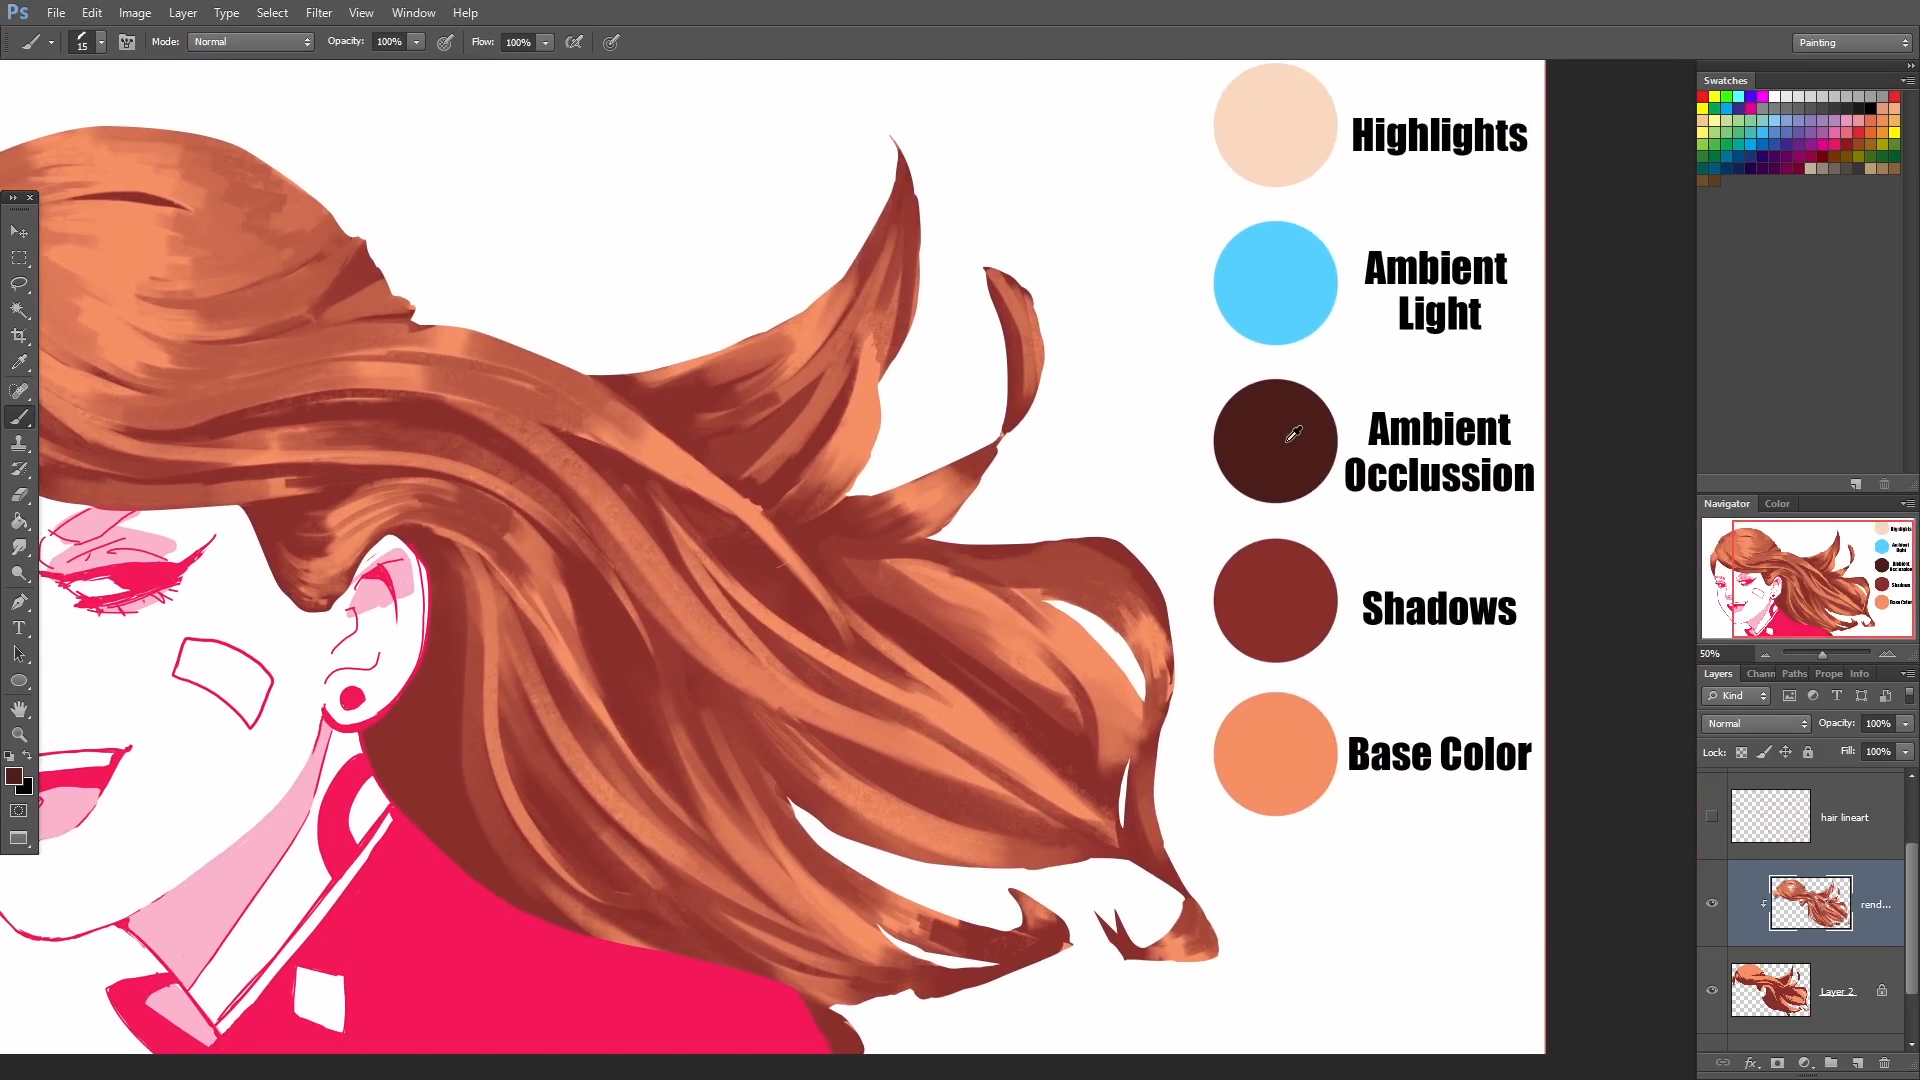 Ps File Edit Image Layer Type Select Filter View Window Help
15 Mode: Normal Opacity: 100% Flow: 100% Painting
Swatches
Highlights
Ambient
Light
Ambient
Occlussion
Shadows
Base Color
Navigator Color
50%
Layers Chann Paths Prope Info
Kind
Normal Opacity: 100%
Lock: Fill: 100%
hair lineart
rend...
Layer 2